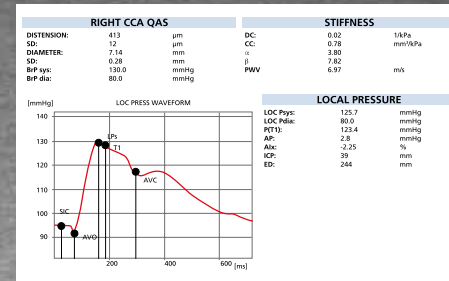 RIGHT CCA QAS
DISTENSION: 413 µm
SD: 12 µm
DIAMETER: 7.14 mm
SD: 0.28 mm
BrP sys: 130.0 mmHg
BrP dia: 80.0 mmHg
STIFFNESS
DC: 0.02 1/kPa
CC: 0.78 mm²/kPa
α 3.80
β 7.82
PWV 6.97 m/s
[mmHg] LOC PRESS WAVEFORM
140
130
120
110
100
90
LPs
T1
AVC
SIC
AVO
200 400 600 [ms]
LOCAL PRESSURE
LOC Psys: 125.7 mmHg
LOC Pdia: 80.0 mmHg
P(T1): 123.4 mmHg
AP: 2.8 mmHg
AIx: -2.25 %
ICP: 39 mm
ED: 244 mm